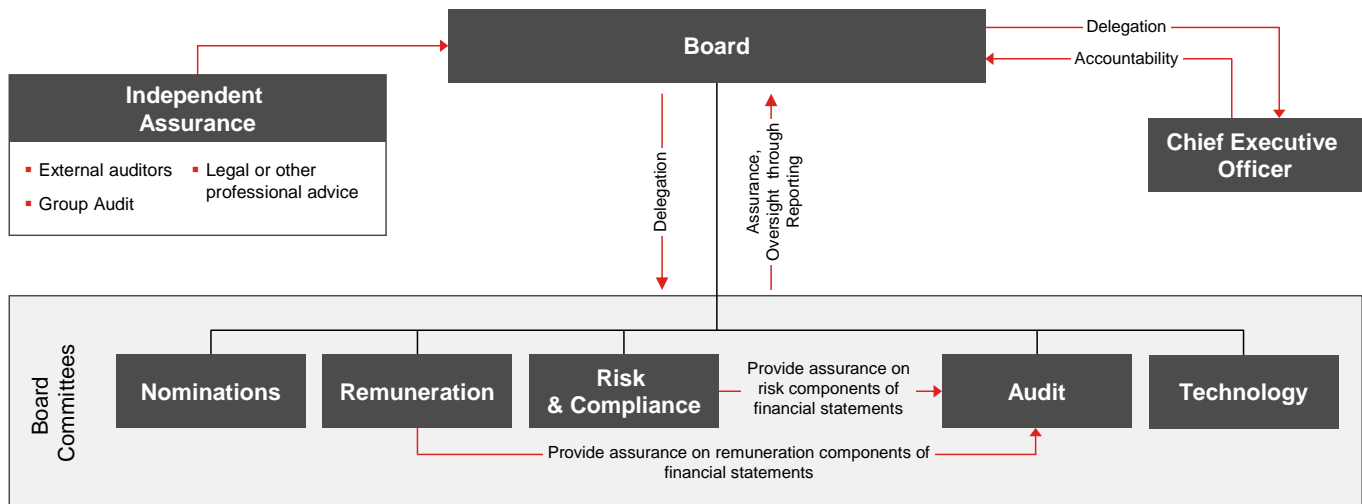 Board
Delegation
Accountability
Independent
Assurance
External auditors
Group Audit
Legal or other
professional advice
Chief Executive
Officer
Delegation
Assurance,
Oversight through
Reporting
Board
Committees
Nominations
Remuneration
Risk
& Compliance
Provide assurance on
risk components of
financial statements
Audit
Technology
Provide assurance on remuneration components of
financial statements